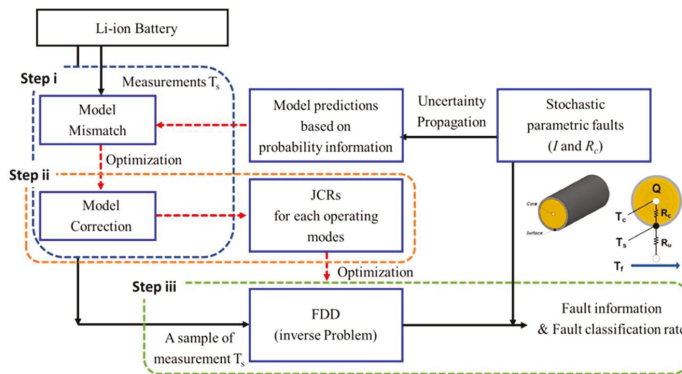 Li-ion Battery
Step i
Measurements Ts
Model
Mismatch
Model predictions
based on
probability information
Uncertainty
Propagation
Stochastic
parametric faults
(I and Rc)
Optimization
Step ii
Model
Correction
JCRs
for each operating
modes
Core
Surface
Q
Tc
Rc
Ts
Ru
Tf
Optimization
Step iii
A sample of
measurement Ts
FDD
(inverse Problem)
Fault information
& Fault classification rate